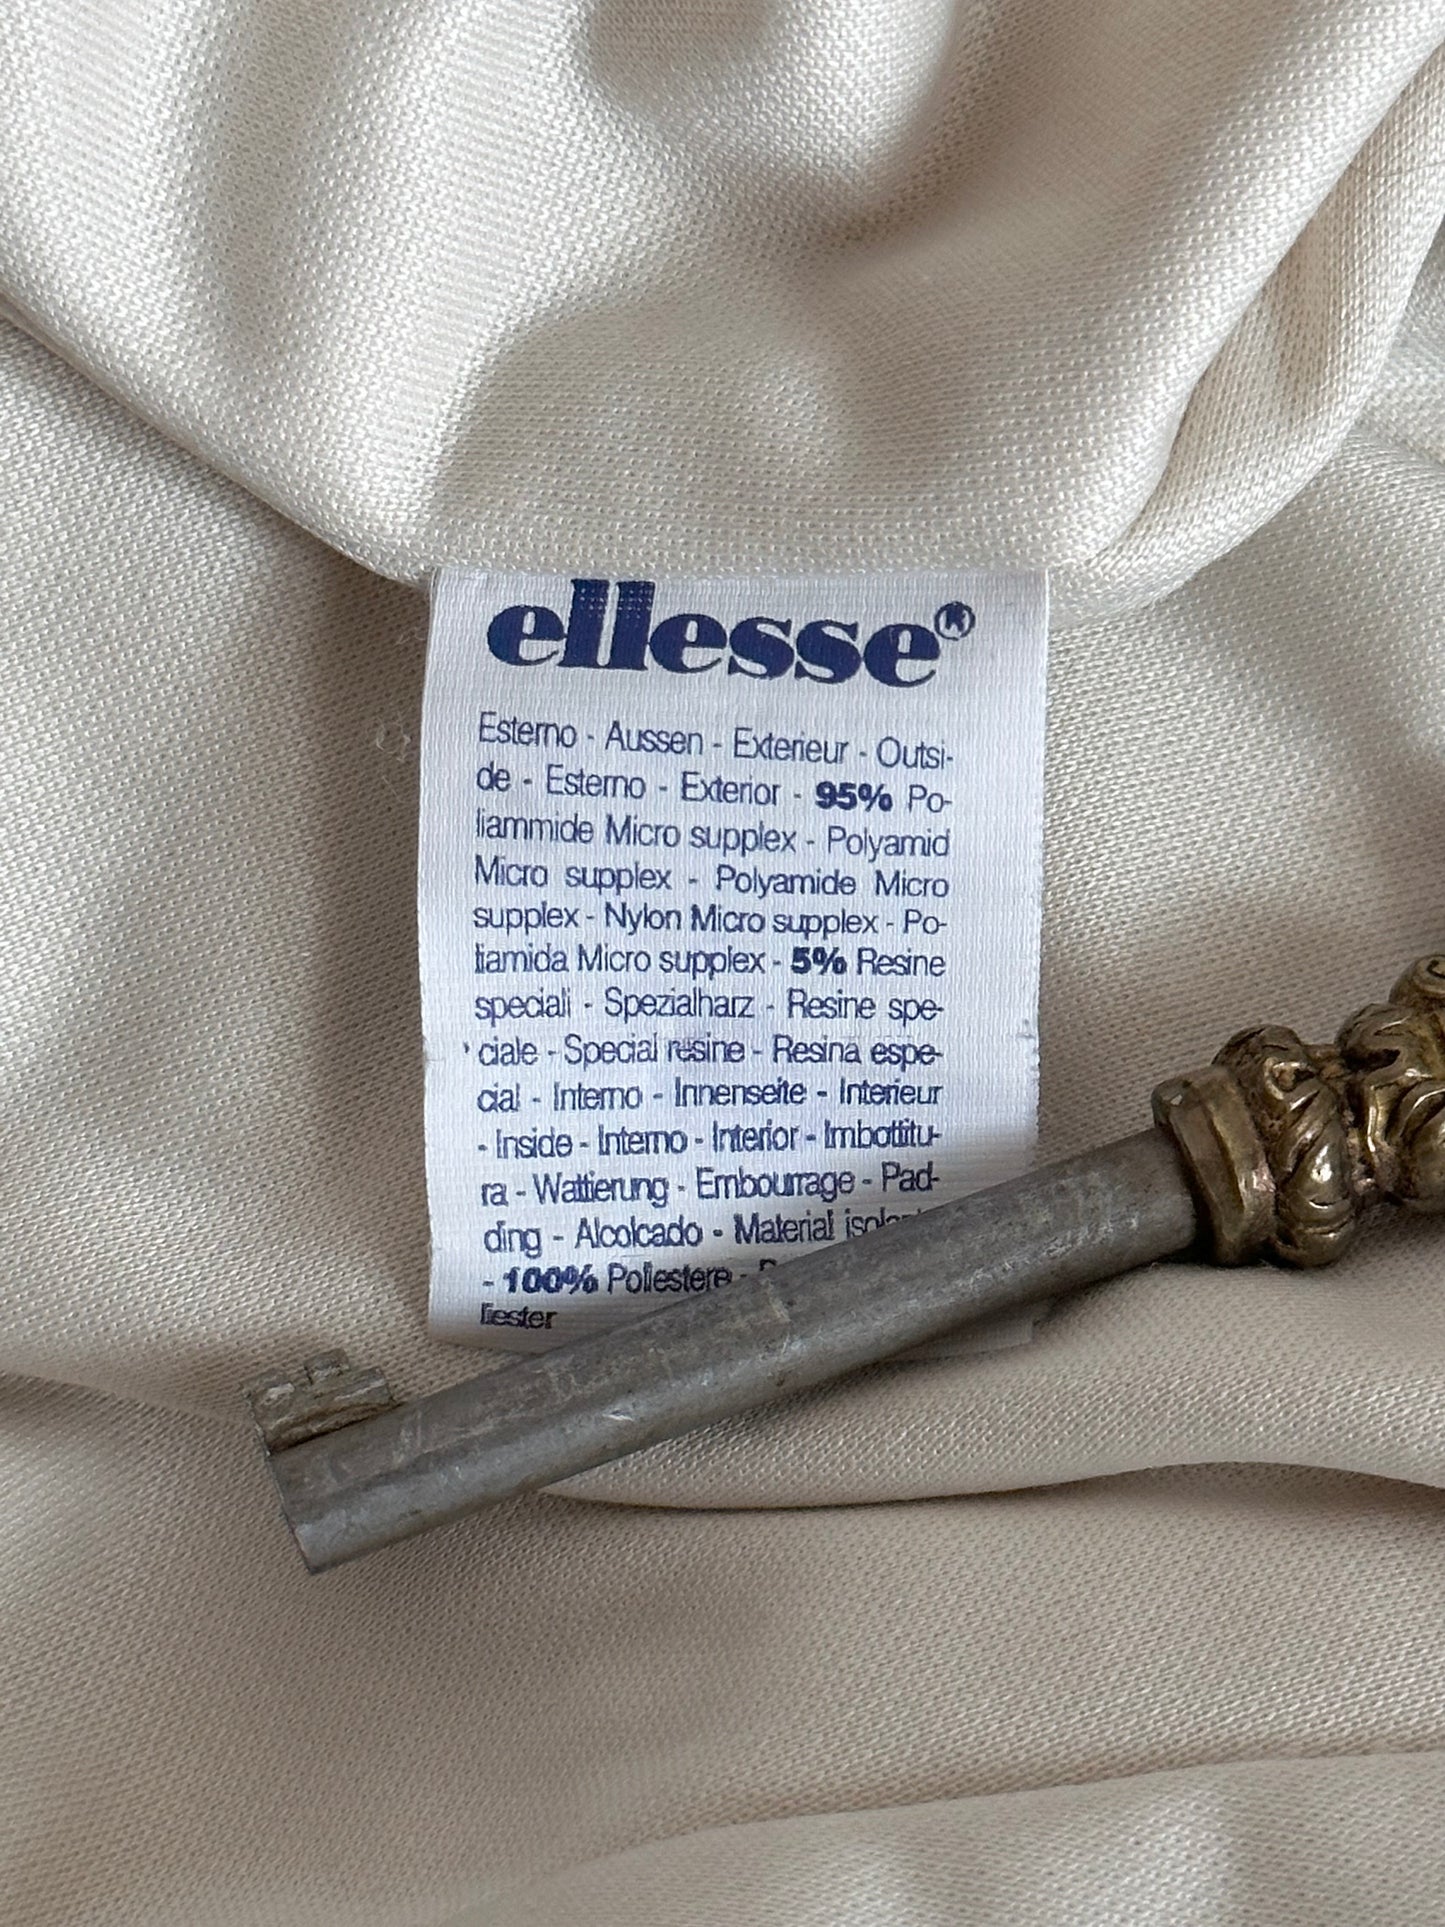 ellesse®
Esterno - Aussen - Exterieur - Outsi-
de - Esterno - Exterior - 95% Po-
liammide Micro supplex - Polyamid
Micro supplex - Polyamide Micro
supplex - Nylon Micro supplex - Po-
liamida Micro supplex - 5% Resine
speciali - Spezialharz - Resine spe-
ciale - Special resine - Resina espe-
cial - Interno - Innenseite - Interieur
- Inside - Interno - Interior - Imbottitu-
ra - Wattierung - Embourrage - Pad-
ding - Alcolcado - Material
- 100% Poliestere -
liester